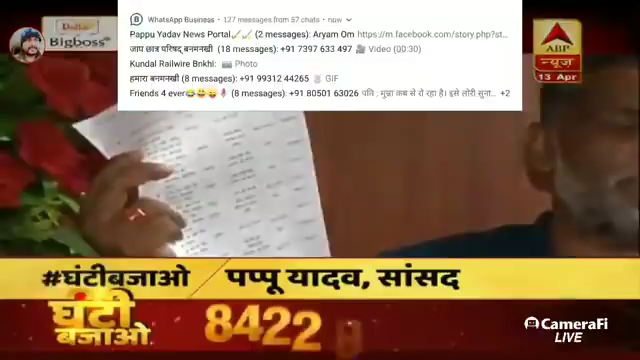 Dollar
Bigboss
WhatsApp Business • 127 messages from 57 chats • now
Pappu Yadav News Portal (2 messages): Aryam Om https://m.facebook.com/story.php?st...
जाप छात्र परिषद् बनमनखी (18 messages): +91 7397 633 497 Video (00:30)
Kundal Railwire Bnkhi: Photo
हमारा बनमनखी (8 messages): +91 99312 44265 GIF
Friends 4 ever (8 messages): +91 80501 63026 पति : मुन्ना कब से रो रहा है। इसे लोरी सुना... +2
ABP
न्यूज़
13 Apr
#घंटीबजाओ
पप्पू यादव, सांसद
घंटी
बजाओ
8422
CameraFi
LIVE